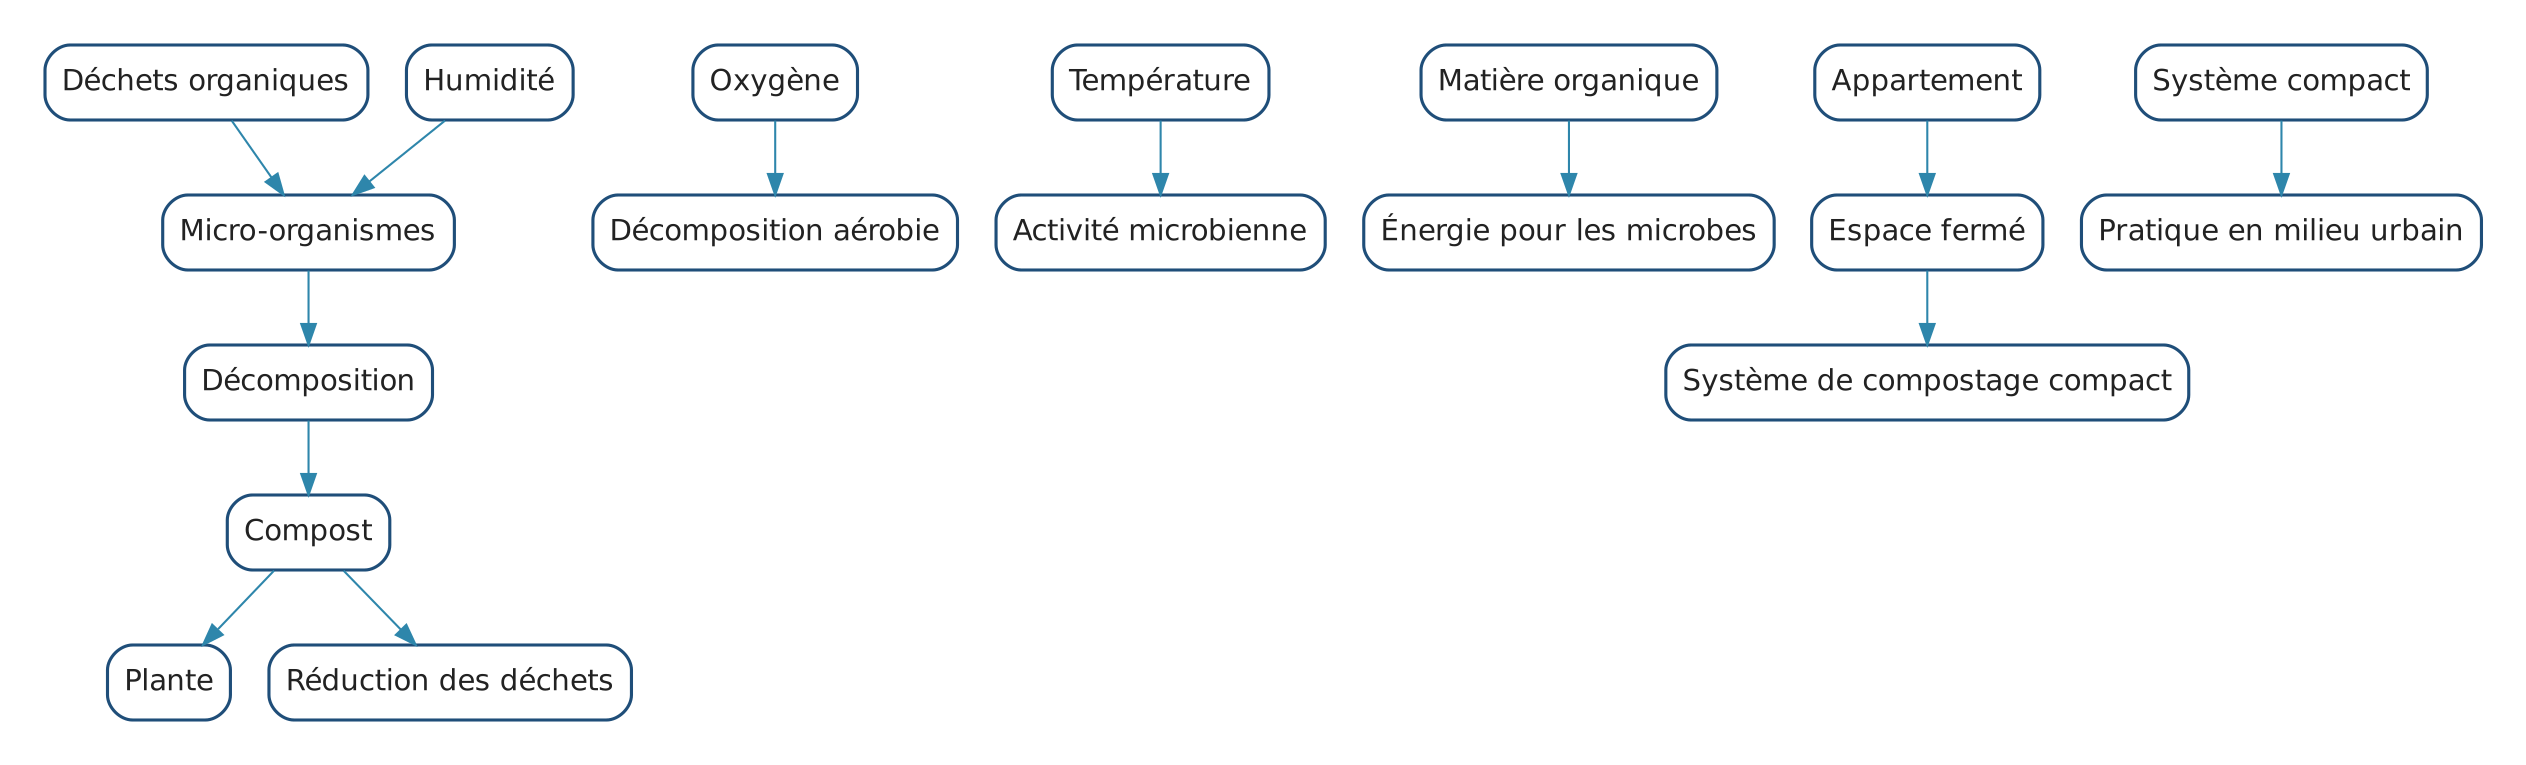 Déchets organiques
Humidité
Oxygène
Température
Matière organique
Appartement
Système compact
Micro-organismes
Décomposition aérobie
Activité microbienne
Énergie pour les microbes
Espace fermé
Pratique en milieu urbain
Décomposition
Système de compostage compact
Compost
Plante
Réduction des déchets